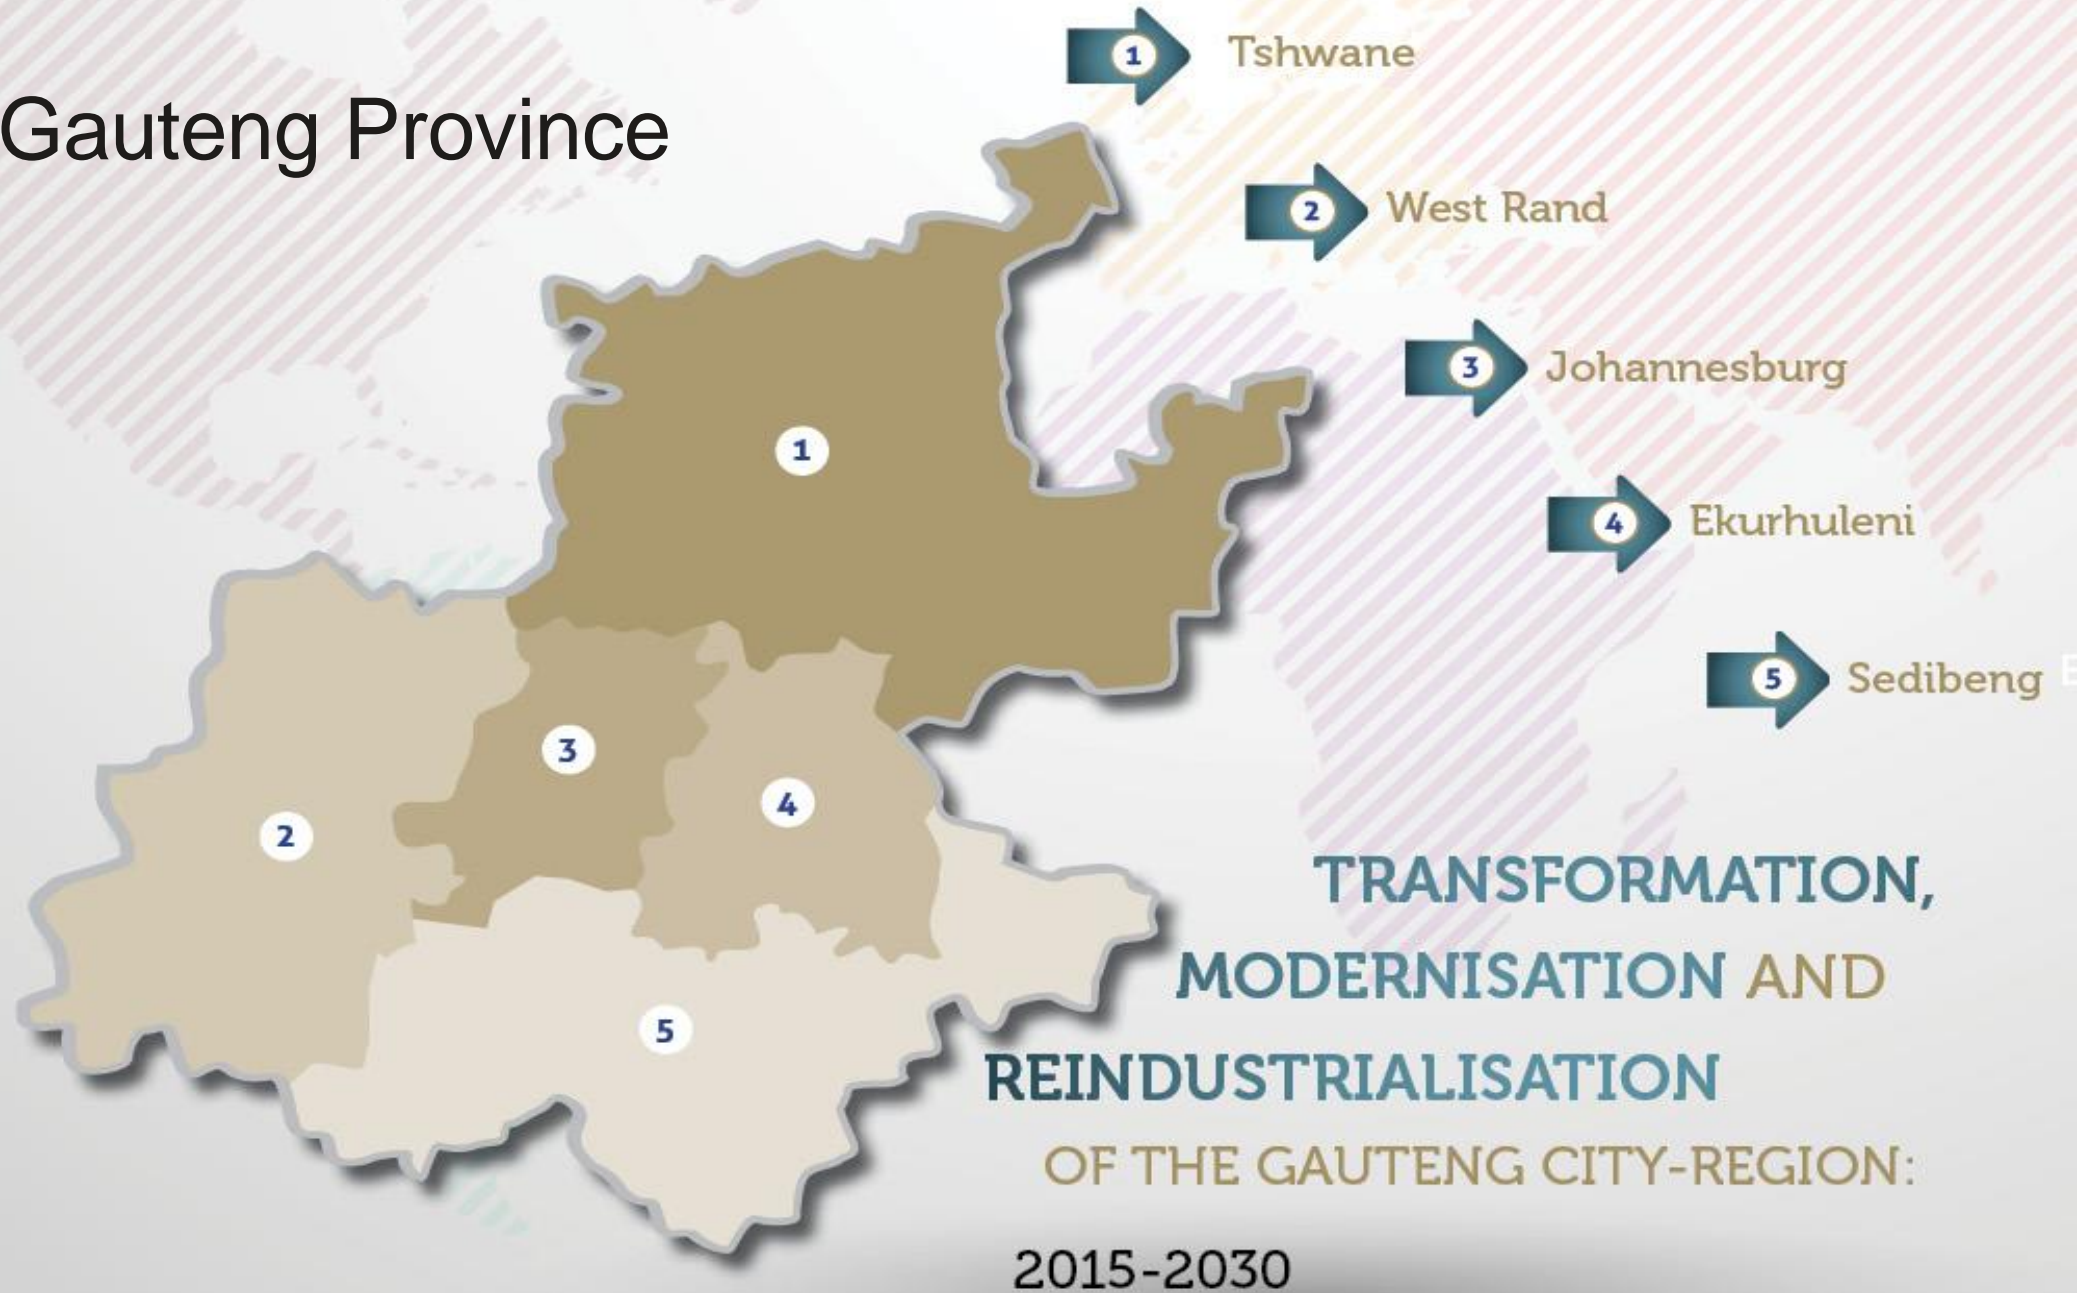 Gauteng Province
1 Tshwane
2 West Rand
3 Johannesburg
4 Ekurhuleni
5 Sedibeng
E
1
3
4
2
5
TRANSFORMATION,
MODERNISATION AND
REINDUSTRIALISATION
OF THE GAUTENG CITY-REGION:
2015-2030